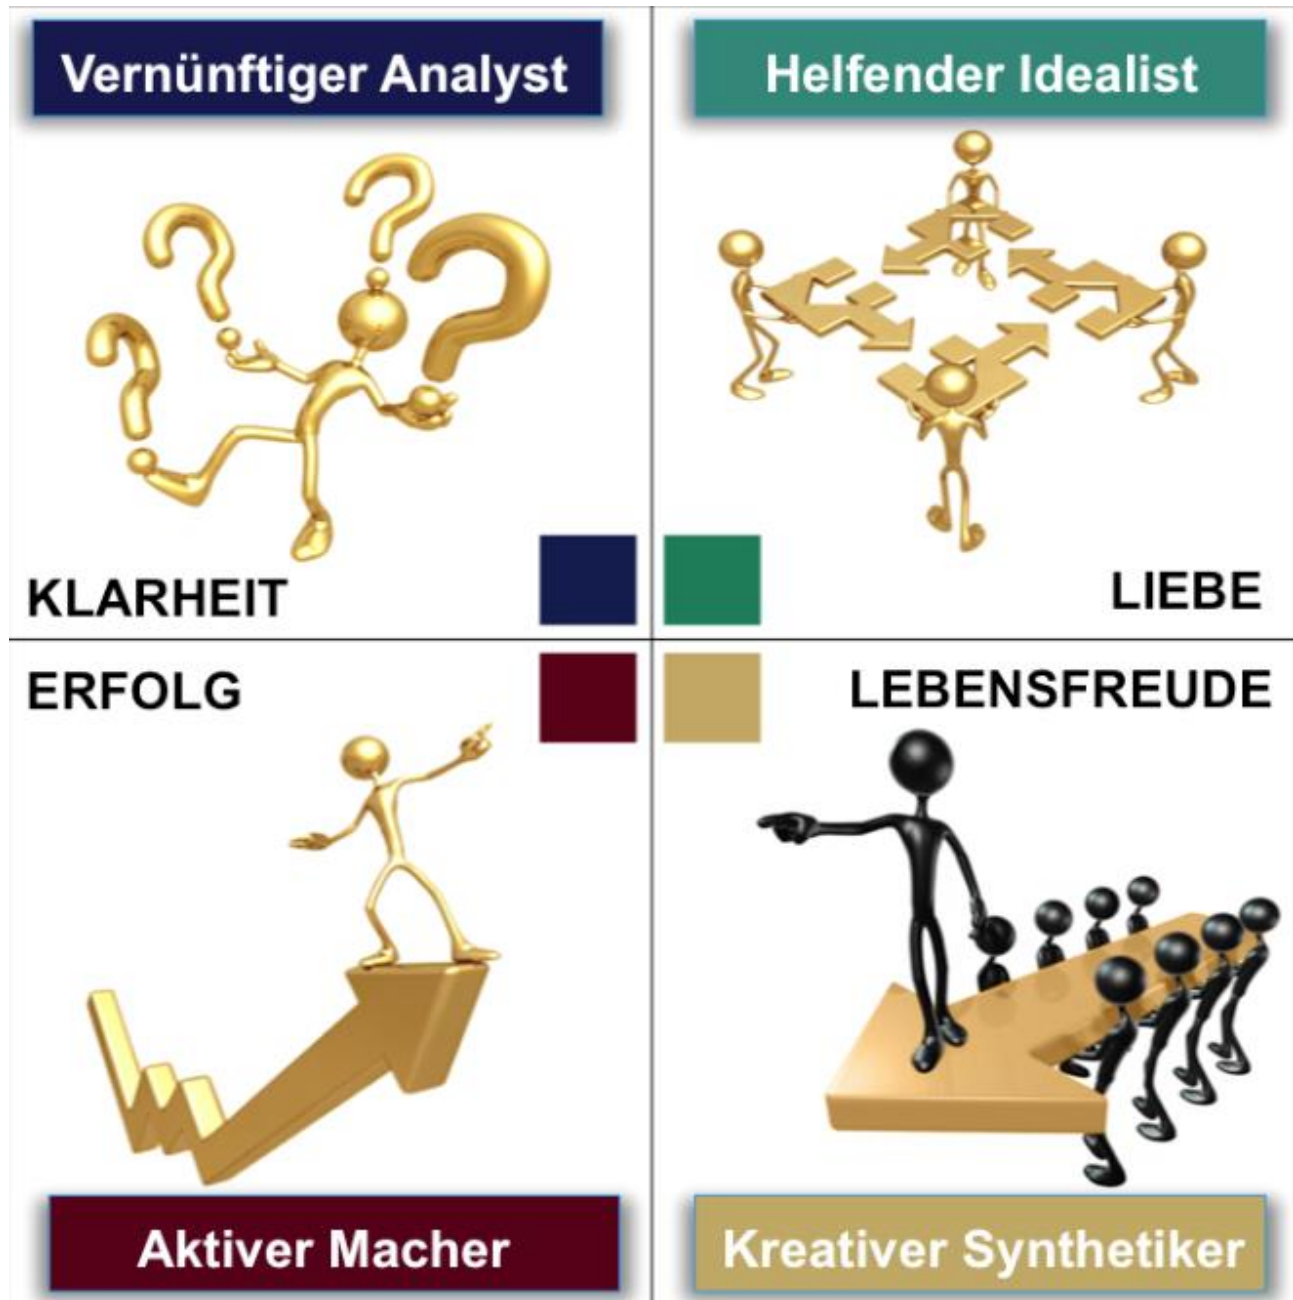 Vernünftiger Analyst
Helfender Idealist
KLARHEIT
LIEBE
ERFOLG
LEBENSFREUDE
Aktiver Macher
Kreativer Synthetiker